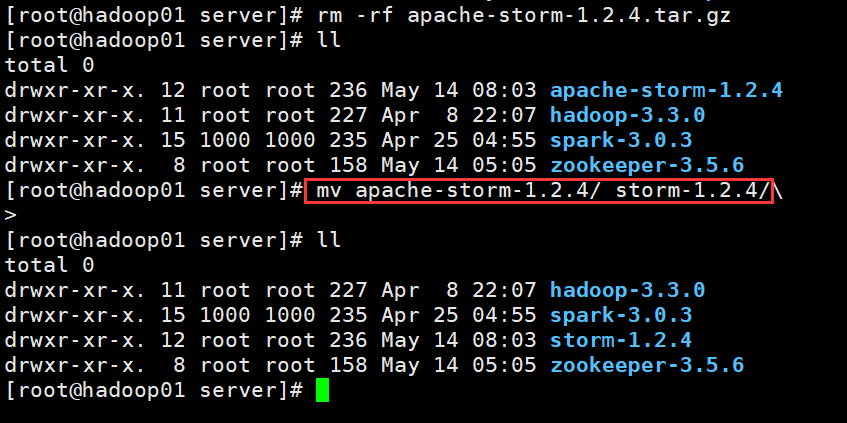 [root@hadoop01 server]# rm -rf apache-storm-1.2.4.tar.gz
[root@hadoop01 server]# ll
total 0
drwxr-xr-x. 12 root root 236 May 14 08:03 apache-storm-1.2.4
drwxr-xr-x. 11 root root 227 Apr  8 22:07 hadoop-3.3.0
drwxr-xr-x. 15 1000 1000 235 Apr 25 04:55 spark-3.0.3
drwxr-xr-x.  8 root root 158 May 14 05:05 zookeeper-3.5.6
[root@hadoop01 server]# mv apache-storm-1.2.4/ storm-1.2.4/\
>
[root@hadoop01 server]# ll
total 0
drwxr-xr-x. 11 root root 227 Apr  8 22:07 hadoop-3.3.0
drwxr-xr-x. 15 1000 1000 235 Apr 25 04:55 spark-3.0.3
drwxr-xr-x. 12 root root 236 May 14 08:03 storm-1.2.4
drwxr-xr-x.  8 root root 158 May 14 05:05 zookeeper-3.5.6
[root@hadoop01 server]#